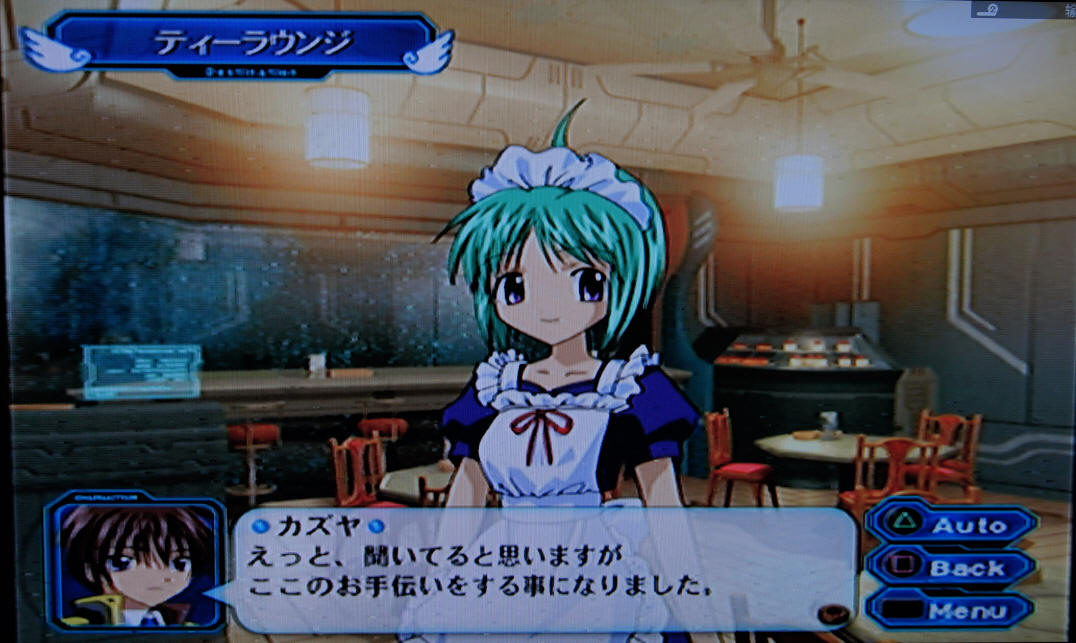 ティーラウンジ
カズヤ
えっと、聞いてると思いますが
ここのお手伝いをする事になりました。
Auto
Back
Menu